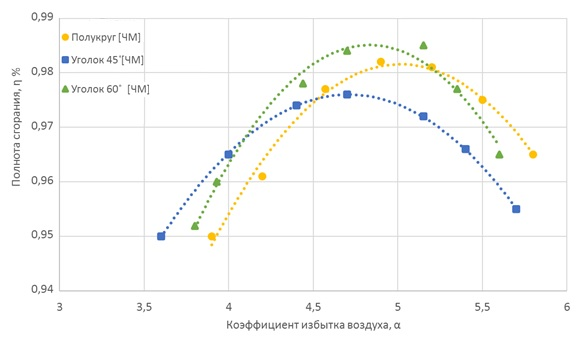 0,99
0,98
0,97
0,96
0,95
0,94
Полнота сгорания, η %
Полукруг [ЧМ]
Уголок 45˚[ЧМ]
Уголок 60˚ [ЧМ]
3 3,5 4 4,5 5 5,5 6
Коэффициент избытка воздуха, α